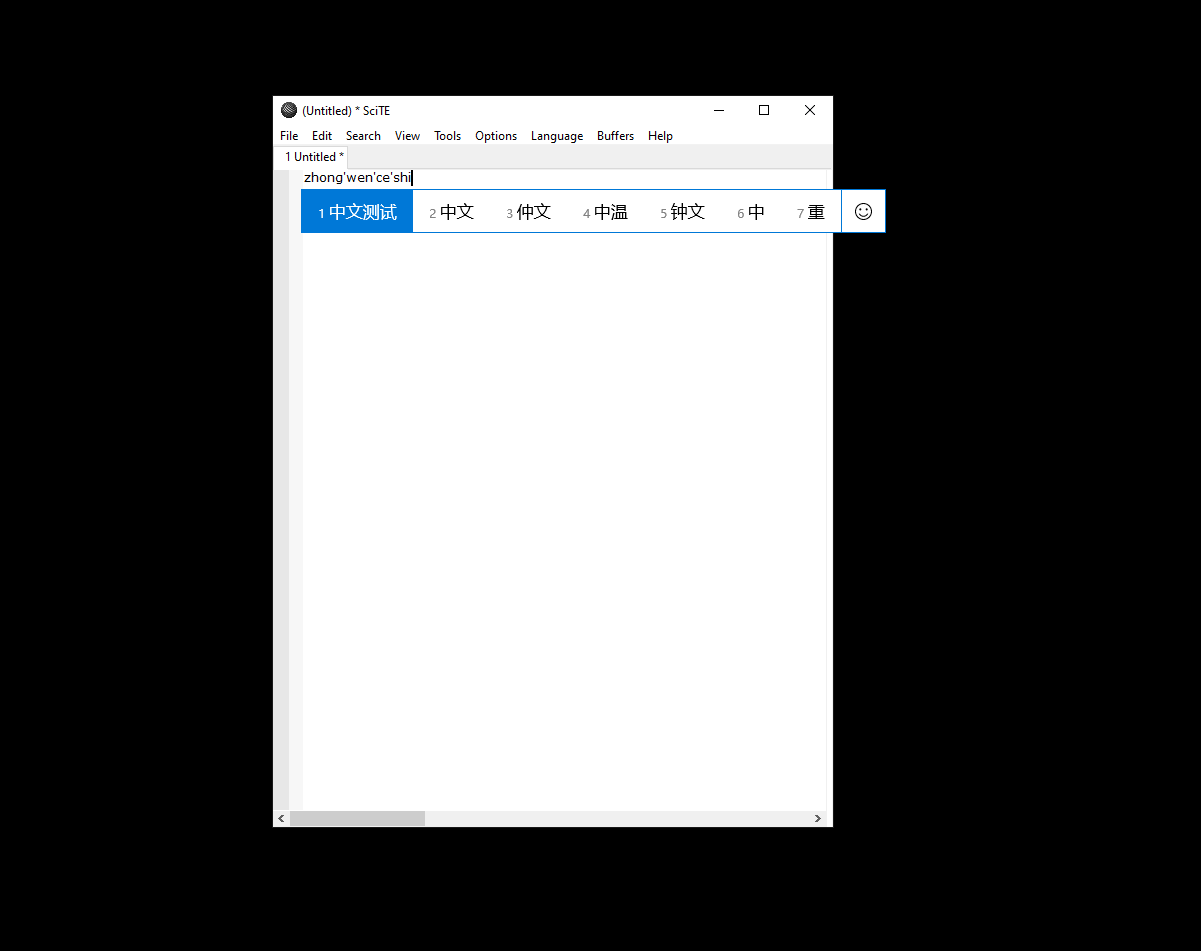 (Untitled) * SciTE
File Edit Search View Tools Options Language Buffers Help
1 Untitled *
zhong'wen'ce'shi
1 中文测试 2 中文 3 仲文 4 中温 5 钟文 6 中 7 重